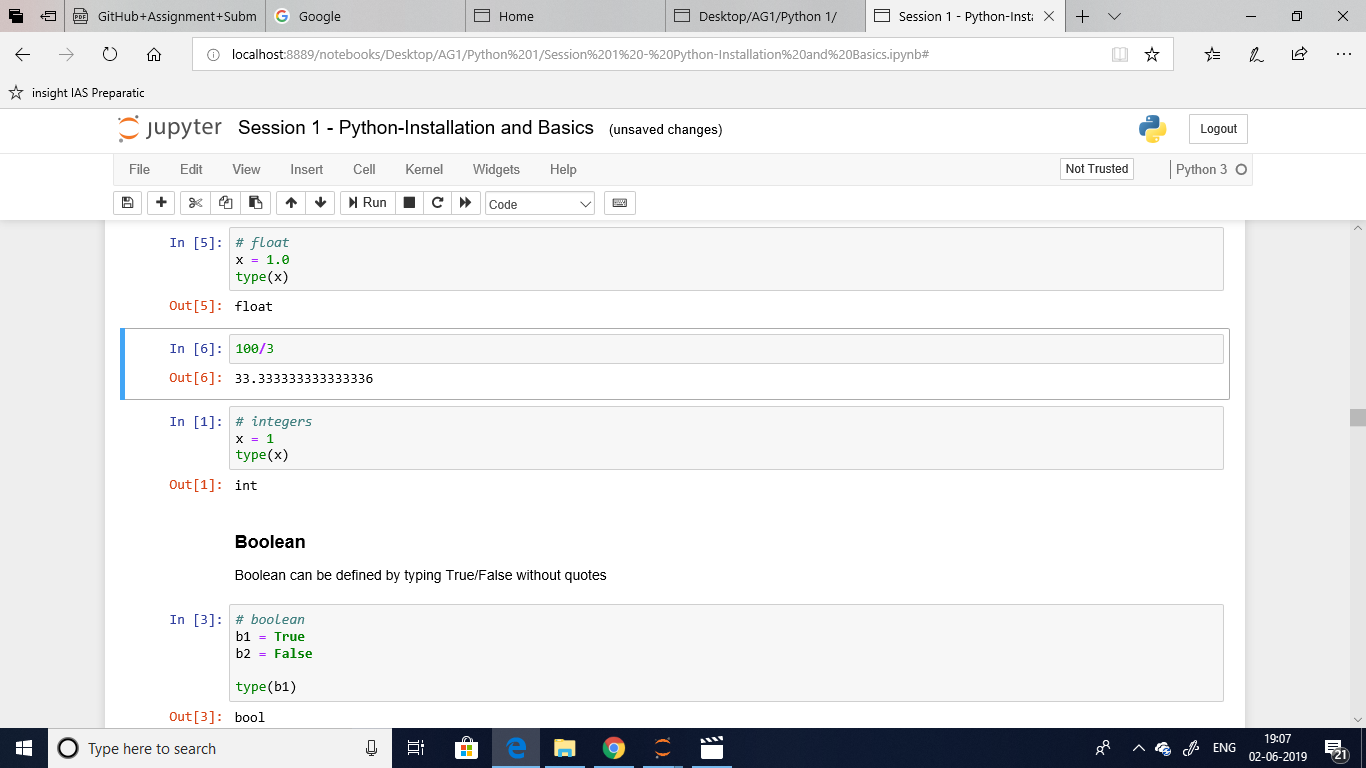 GitHub+Assignment+Subm
Google
Home
Desktop/AG1/Python 1/
Session 1 - Python-Insta
localhost:8889/notebooks/Desktop/AG1/Python%201/Session%201%20-%20Python-Installation%20and%20Basics.ipynb#
insight IAS Preparatic
jupyter Session 1 - Python-Installation and Basics (unsaved changes)
Logout
File Edit View Insert Cell Kernel Widgets Help
Not Trusted
Python 3
Run
Code
In [5]: # float
x = 1.0
type(x)
Out[5]: float
In [6]: 100/3
Out[6]: 33.333333333333336
In [1]: # integers
x = 1
type(x)
Out[1]: int
Boolean
Boolean can be defined by typing True/False without quotes
In [3]: # boolean
b1 = True
b2 = False
type(b1)
Out[3]: bool
Type here to search
ENG
19:07
02-06-2019
21